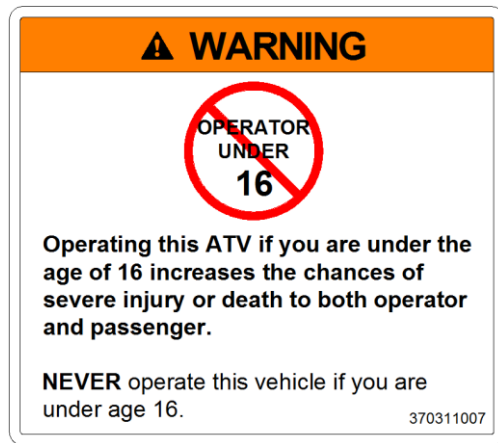 WARNING
OPERATOR
UNDER
16
Operating this ATV if you are under the
age of 16 increases the chances of
severe injury or death to both operator
and passenger.
NEVER operate this vehicle if you are
under age 16.
370311007